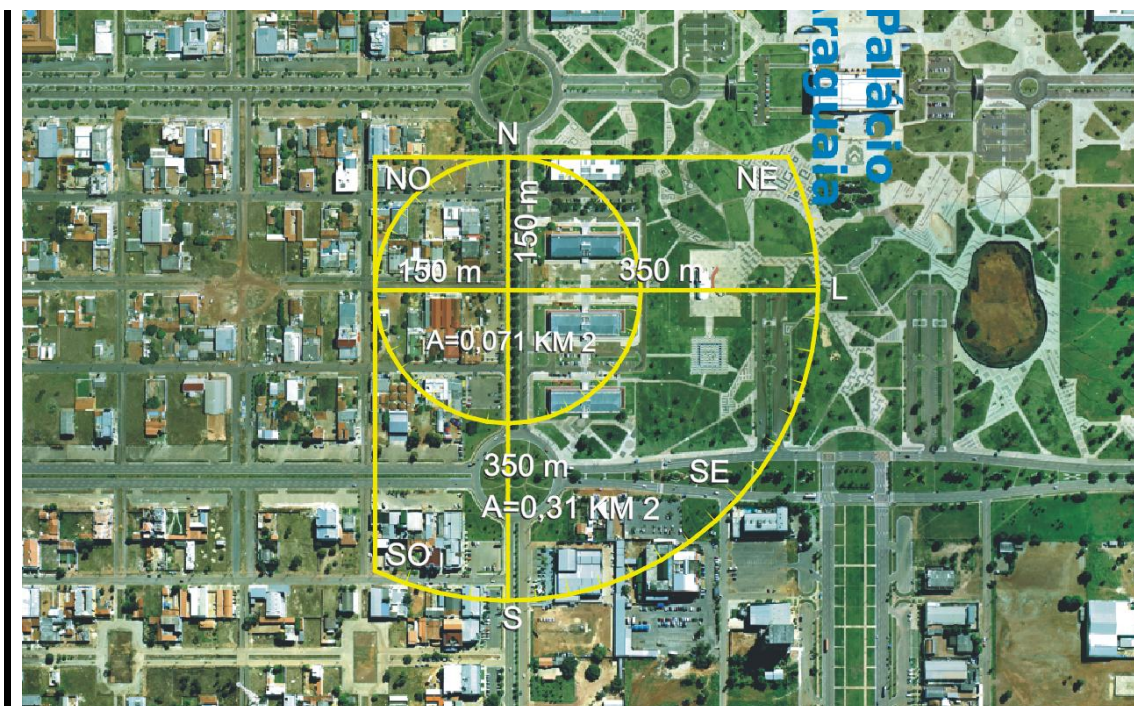 Palácio
Araguaia
N
NO
NE
150 m
150 m
350 m
L
A=0,071 KM 2
350 m
SE
A=0,31 KM 2
SO
S